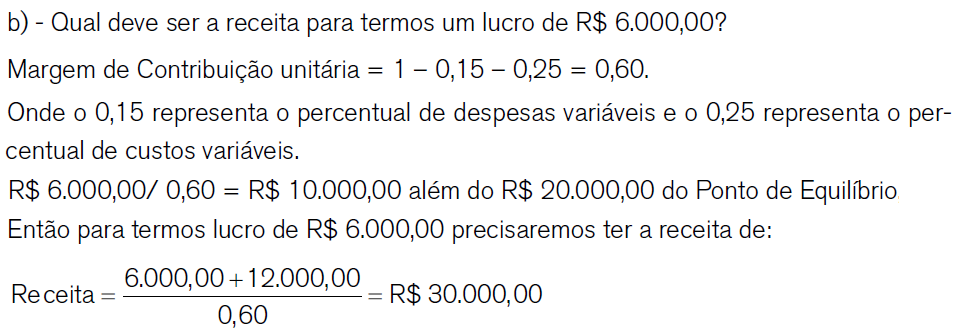 b) - Qual deve ser a receita para termos um lucro de R$ 6.000,00?
Margem de Contribuição unitária = 1 – 0,15 – 0,25 = 0,60.
Onde o 0,15 representa o percentual de despesas variáveis e o 0,25 representa o per-
centual de custos variáveis.
R$ 6.000,00/ 0,60 = R$ 10.000,00 além do R$ 20.000,00 do Ponto de Equilíbrio
Então para termos lucro de R$ 6.000,00 precisaremos ter a receita de:
6.000,00 + 12.000,00
Receita = = R$ 30.000,00
0,60